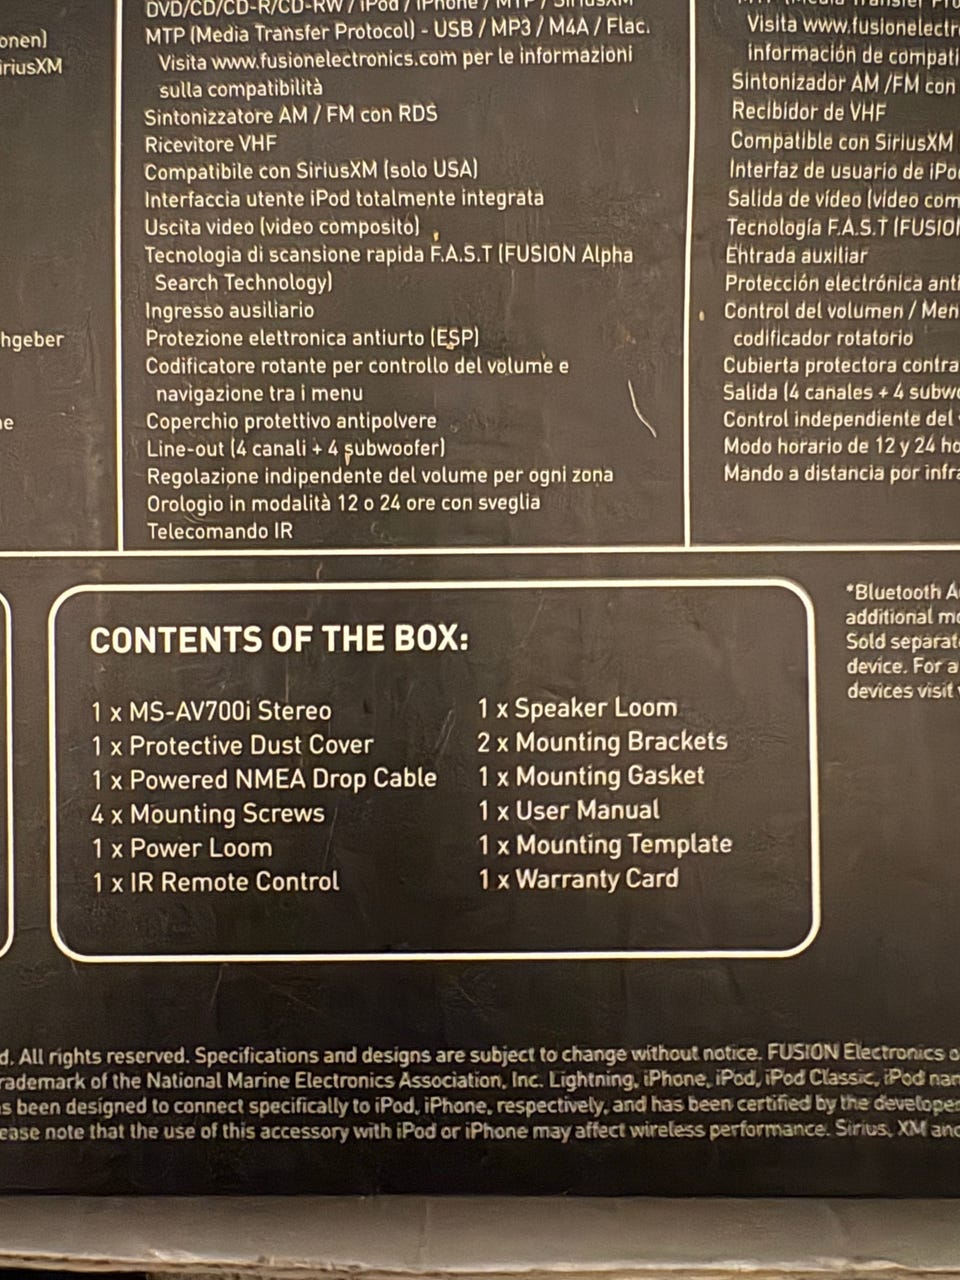 onen)
iriusXM
hgeber
ne
DVD/CD/CD-R/CD-RW / iPod / iPhone / MTP / SiriusXM
MTP (Media Transfer Protocol) - USB / MP3 / M4A / Flac.
Visita www.fusionelectronics.com per le informazioni
sulla compatibilità
Sintonizzatore AM / FM con RDS
Ricevitore VHF
Compatibile con SiriusXM (solo USA)
Interfaccia utente iPod totalmente integrata
Uscita video (video composito)
Tecnologia di scansione rapida F.A.S.T (FUSION Alpha
Search Technology)
Ingresso ausiliario
Protezione elettronica antiurto (ESP)
Codificatore rotante per controllo del volume e
navigazione tra i menu
Coperchio protettivo antipolvere
Line-out (4 canali + 4 subwoofer)
Regolazione indipendente del volume per ogni zona
Orologio in modalità 12 o 24 ore con sveglia
Telecomando IR
Visita www.fusionelectr
información de compati
Sintonizador AM /FM con
Recibidor de VHF
Compatible con SiriusXM
Interfaz de usuario de iPo
Salida de vídeo (video com
Tecnología F.A.S.T (FUSIO
Entrada auxiliar
Protección electrónica anti
Control del volumen / Men
codificador rotatorio
Cubierta protectora contra
Salida (4 canales + 4 subw
Control independiente del
Modo horario de 12 y 24 ho
Mando a distancia por infra
CONTENTS OF THE BOX:
1 x MS-AV700i Stereo
1 x Protective Dust Cover
1 x Powered NMEA Drop Cable
4 x Mounting Screws
1 x Power Loom
1 x IR Remote Control
1 x Speaker Loom
2 x Mounting Brackets
1 x Mounting Gasket
1 x User Manual
1 x Mounting Template
1 x Warranty Card
*Bluetooth A
additional mo
Sold separat
device. For a
devices visit
d. All rights reserved. Specifications and designs are subject to change without notice. FUSION Electronics o
rademark of the National Marine Electronics Association, Inc. Lightning, iPhone, iPod, iPod Classic, iPod nan
s been designed to connect specifically to iPod, iPhone, respectively, and has been certified by the developer
ease note that the use of this accessory with iPod or iPhone may affect wireless performance. Sirius, XM and